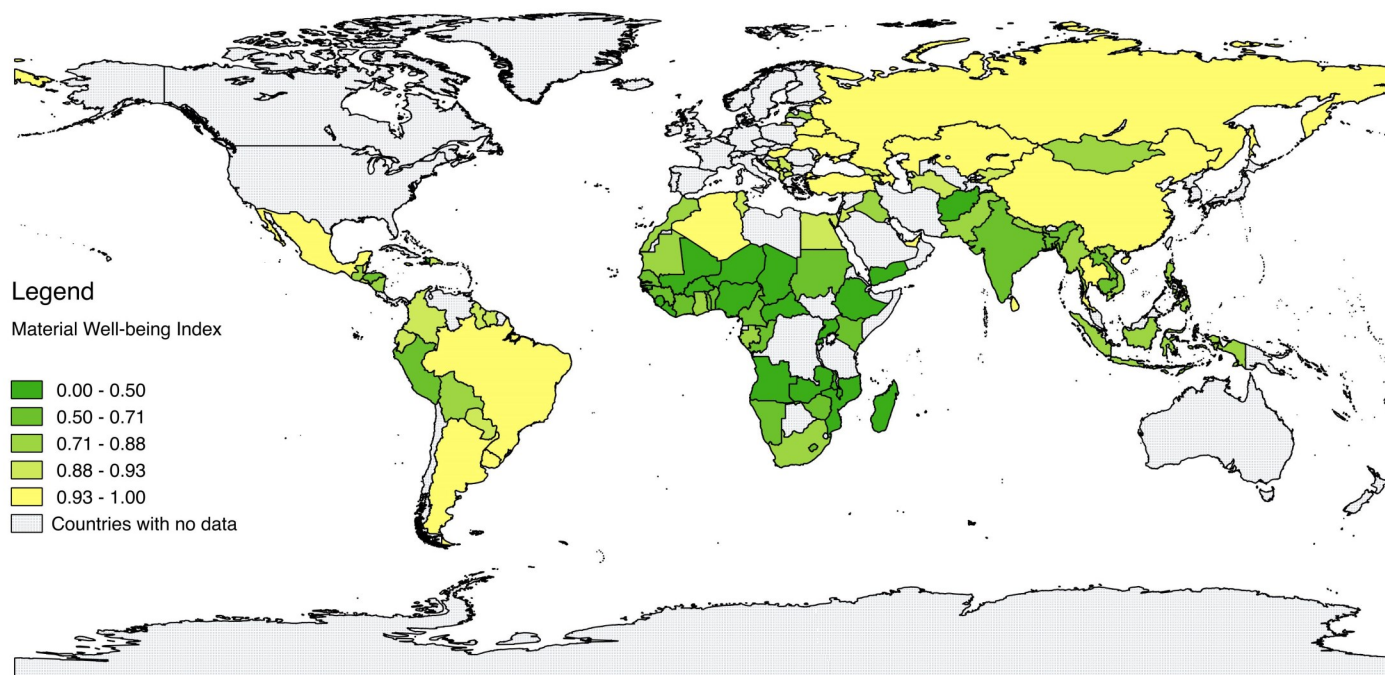 Legend
Material Well-being Index
0.00 - 0.50
0.50 - 0.71
0.71 - 0.88
0.88 - 0.93
0.93 - 1.00
Countries with no data